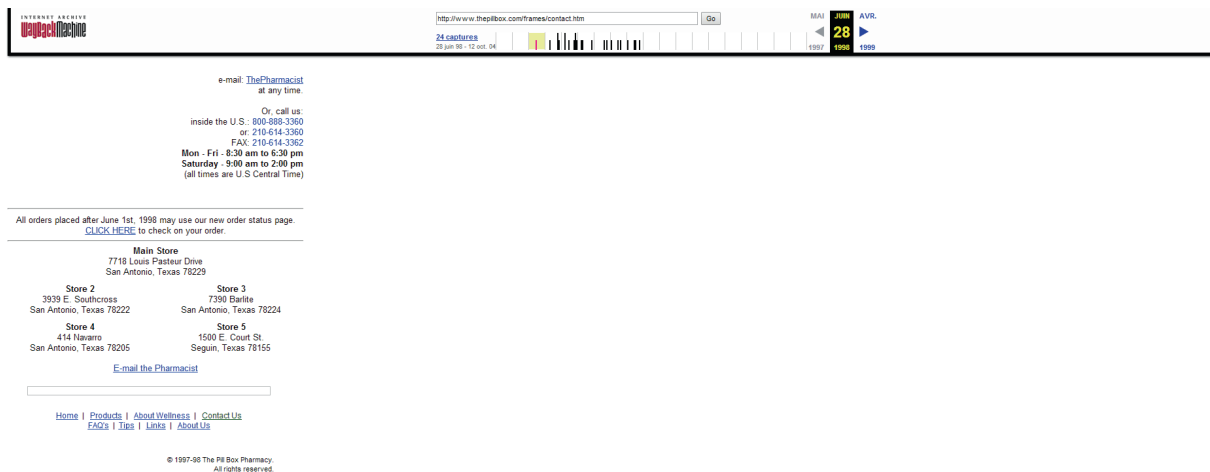 INTERNET ARCHIVE
WayBackMachine
http://www.thepillbox.com/frames/contact.htm
Go
24 captures
28 juin 98 - 12 oct. 04
MAI JUIN AVR.
28
1997 1998 1999
e-mail: ThePharmacist
at any time.
Or, call us:
inside the U.S.: 800-888-3360
or: 210-614-3360
FAX: 210-614-3362
Mon - Fri - 8:30 am to 6:30 pm
Saturday - 9:00 am to 2:00 pm
(all times are U.S Central Time)
All orders placed after June 1st, 1998 may use our new order status page.
CLICK HERE to check on your order.
Main Store
7718 Louis Pasteur Drive
San Antonio, Texas 78229
Store 2
3939 E. Southcross
San Antonio, Texas 78222
Store 3
7390 Barlite
San Antonio, Texas 78224
Store 4
414 Navarro
San Antonio, Texas 78205
Store 5
1500 E. Court St.
Seguin, Texas 78155
E-mail the Pharmacist
Home | Products | About Wellness | Contact Us
FAQ's | Tips | Links | About Us
© 1997-98 The Pill Box Pharmacy.
All rights reserved.